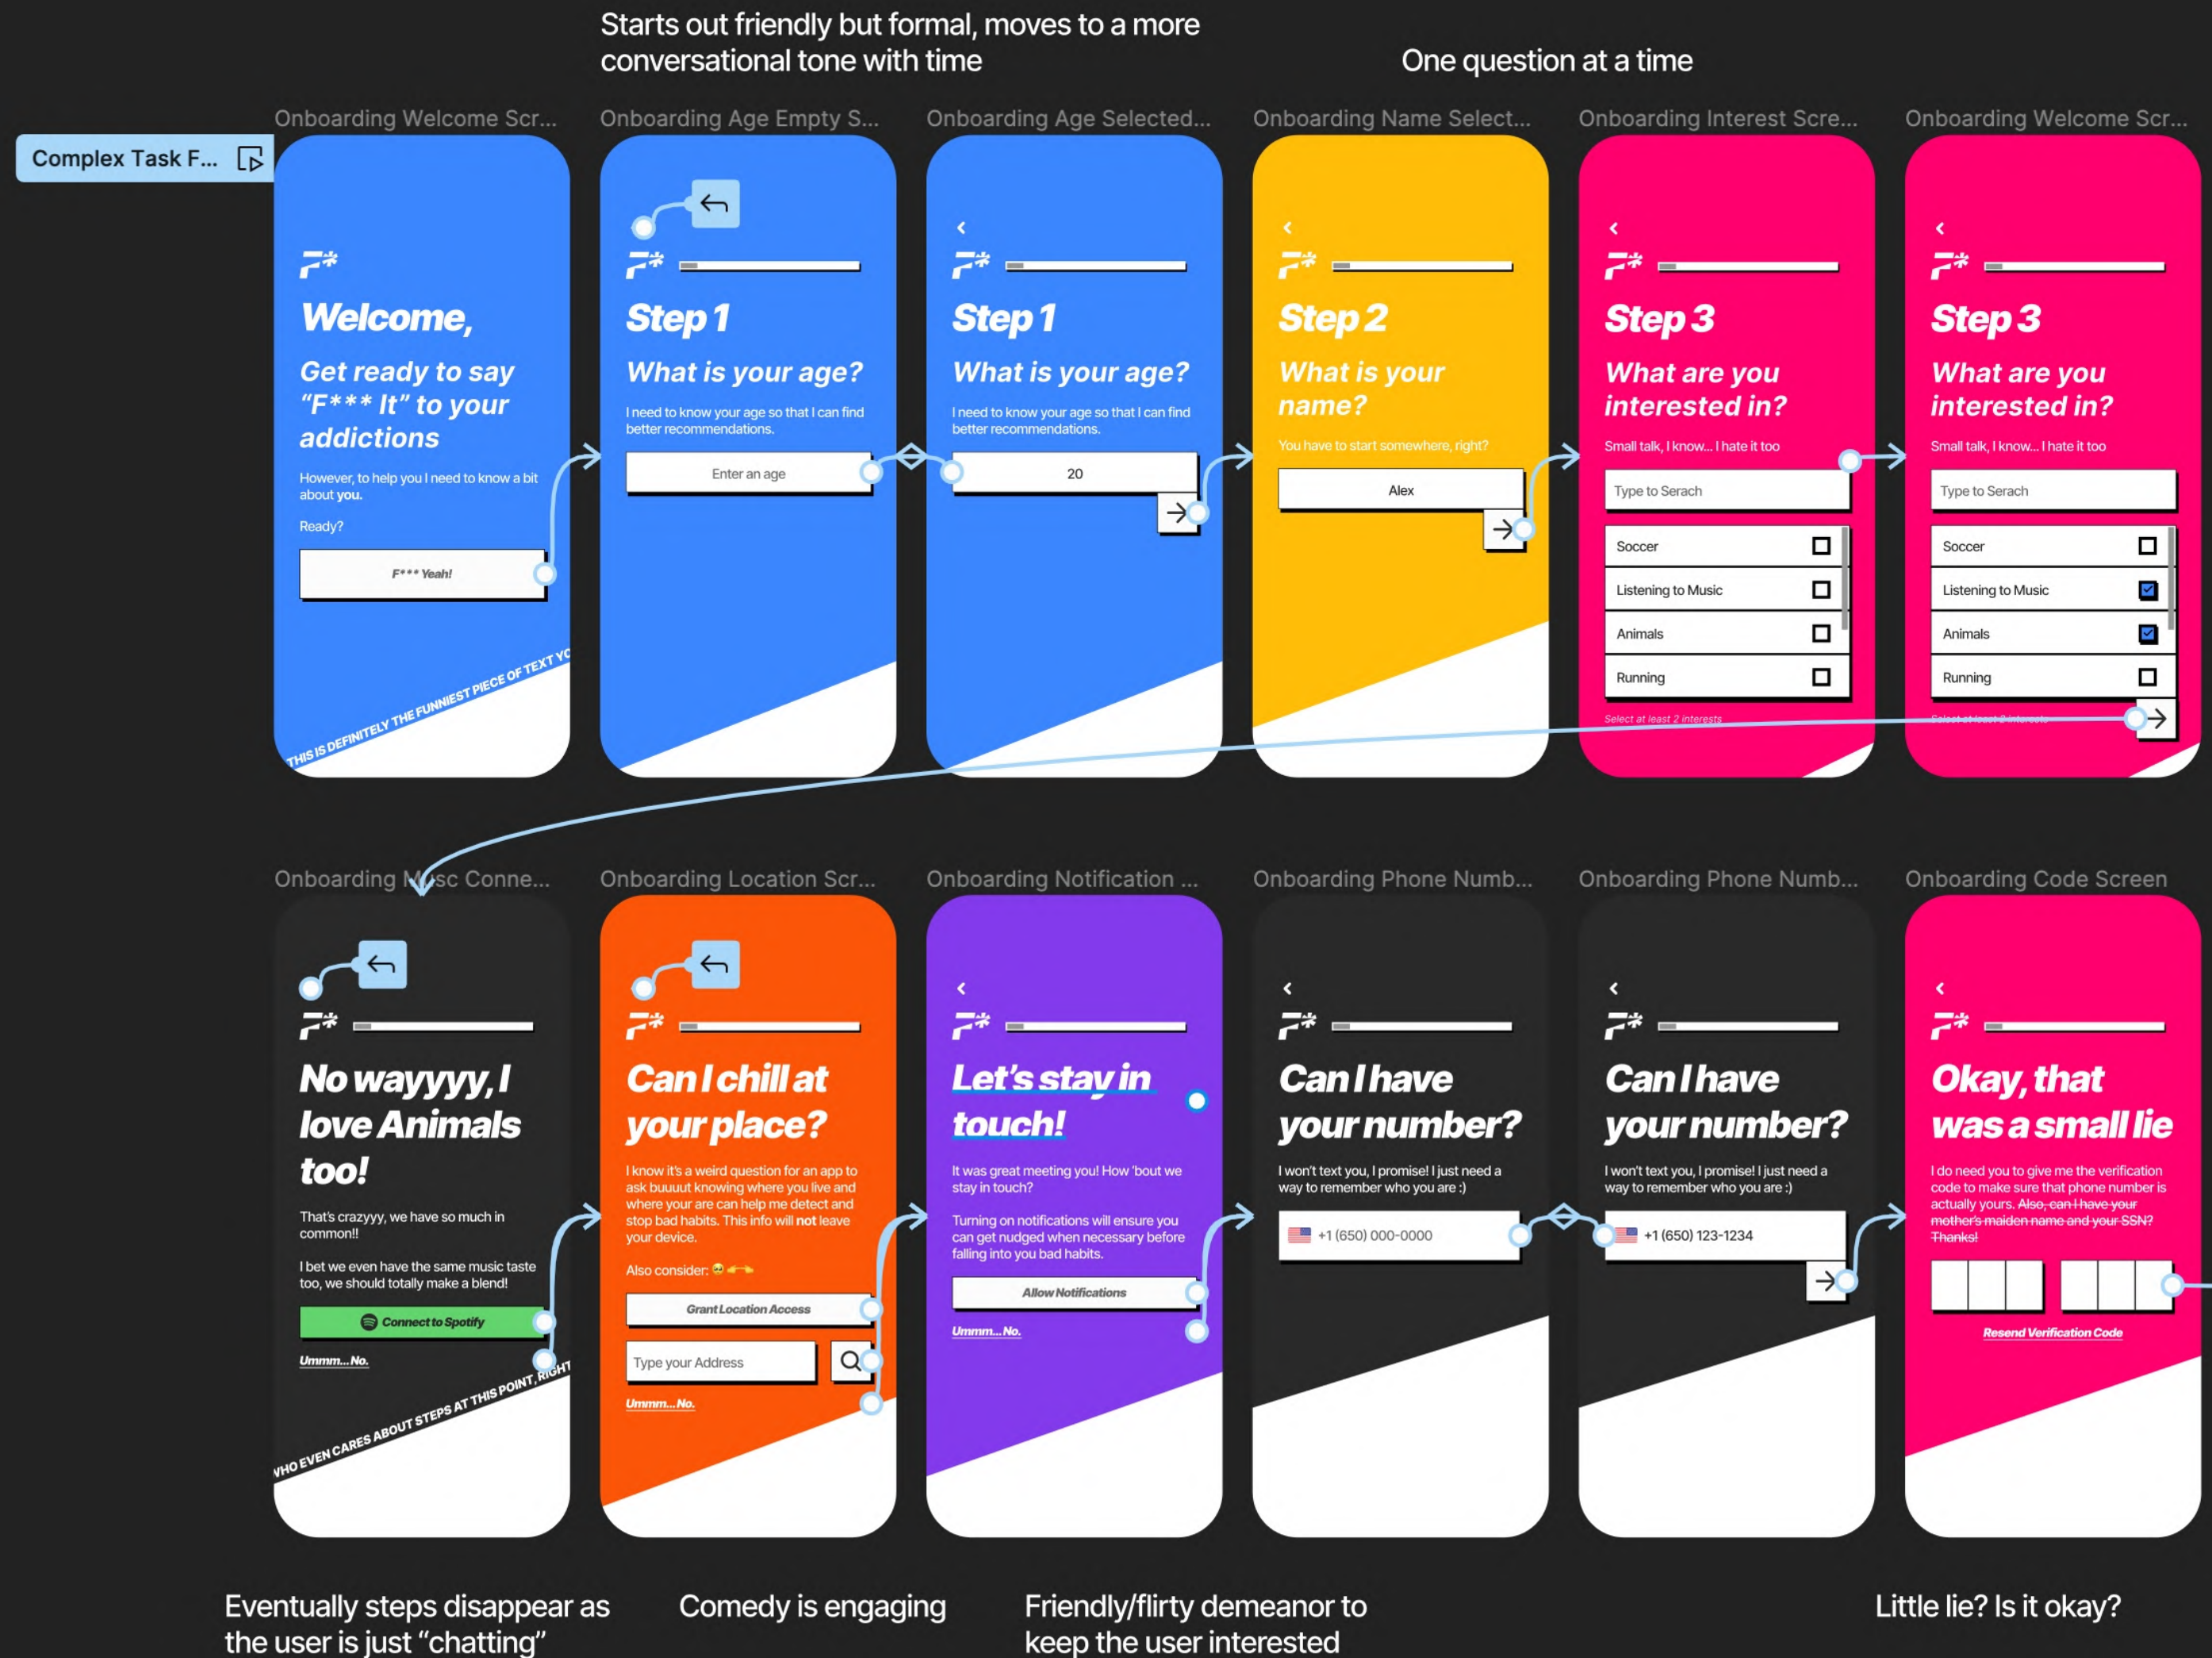 Starts out friendly but formal, moves to a more
conversational tone with time
One question at a time
Complex Task F...
Onboarding Welcome Scr...
F*
Welcome,
Get ready to say
“F*** It” to your
addictions
However, to help you I need to know a bit
about you.
Ready?
F*** Yeah!
THIS IS DEFINITELY THE FUNNIEST PIECE OF TEXT YO
Onboarding Age Empty S...
F*
Step 1
What is your age?
I need to know your age so that I can find
better recommendations.
Enter an age
Onboarding Age Selected...
F*
Step 1
What is your age?
I need to know your age so that I can find
better recommendations.
20
Onboarding Name Select...
F*
Step 2
What is your
name?
You have to start somewhere, right?
Alex
Onboarding Interest Scre...
F*
Step 3
What are you
interested in?
Small talk, I know... I hate it too
Type to Serach
Soccer
Listening to Music
Animals
Running
Select at least 2 interests
Onboarding Welcome Scr...
F*
Step 3
What are you
interested in?
Small talk, I know... I hate it too
Type to Serach
Soccer
Listening to Music
Animals
Running
Onboarding Musc Conne...
F*
No wayyyy, I
love Animals
too!
That's crazyyy, we have so much in
common!!
I bet we even have the same music taste
too, we should totally make a blend!
Connect to Spotify
Ummm... No.
WHO EVEN CARES ABOUT STEPS AT THIS POINT, RIGHT
Onboarding Location Scr...
F*
Can I chill at
your place?
I know it's a weird question for an app to
ask buuuut knowing where you live and
where your are can help me detect and
stop bad habits. This info will not leave
your device.
Also consider: 🥺👉👈
Grant Location Access
Type your Address
Ummm... No.
Onboarding Notification ...
F*
Let's stay in
touch!
It was great meeting you! How 'bout we
stay in touch?
Turning on notifications will ensure you
can get nudged when necessary before
falling into you bad habits.
Allow Notifications
Ummm... No.
Onboarding Phone Numb...
F*
Can I have
your number?
I won't text you, I promise! I just need a
way to remember who you are :)
+1 (650) 000-0000
Onboarding Phone Numb...
F*
Can I have
your number?
I won't text you, I promise! I just need a
way to remember who you are :)
+1 (650) 123-1234
Onboarding Code Screen
F*
Okay, that
was a small lie
I do need you to give me the verification
code to make sure that phone number is
actually yours. Also, can I have your
mother's maiden name and your SSN?
Thanks!
Resend Verification Code
Eventually steps disappear as
the user is just “chatting”
Comedy is engaging
Friendly/flirty demeanor to
keep the user interested
Little lie? Is it okay?